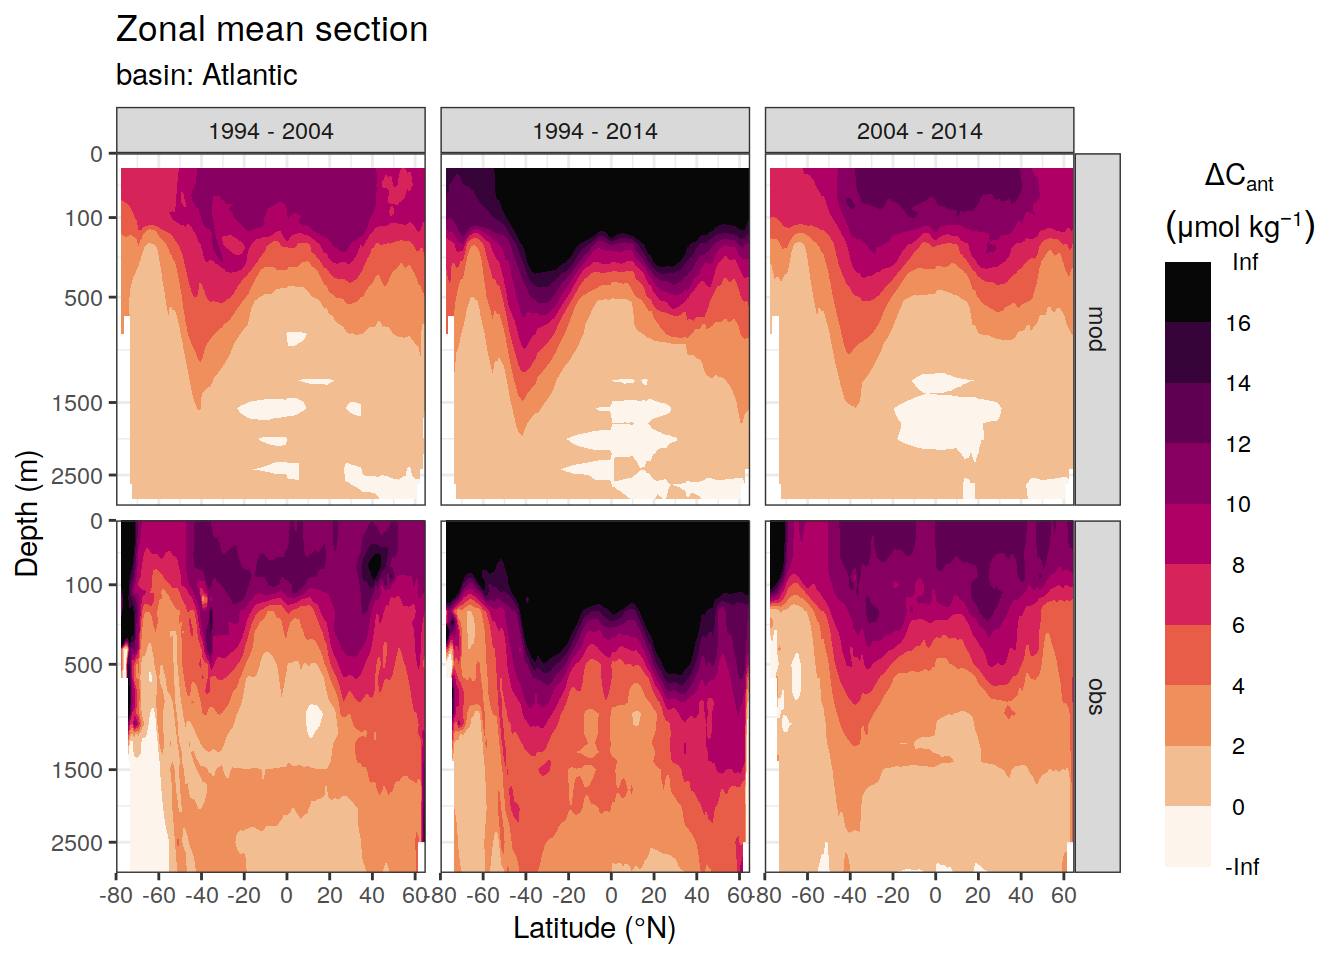 Zonal mean section
basin: Atlantic
1994 - 2004
1994 - 2014
2004 - 2014
0
100
500
1500
2500
mod
0
100
500
1500
2500
obs
Depth (m)
-80 -60 -40 -20 0 20 40 60
-80 -60 -40 -20 0 20 40 60
-80 -60 -40 -20 0 20 40 60
Latitude (°N)
ΔCant
(μmol kg⁻¹)
Inf
16
14
12
10
8
6
4
2
0
-Inf